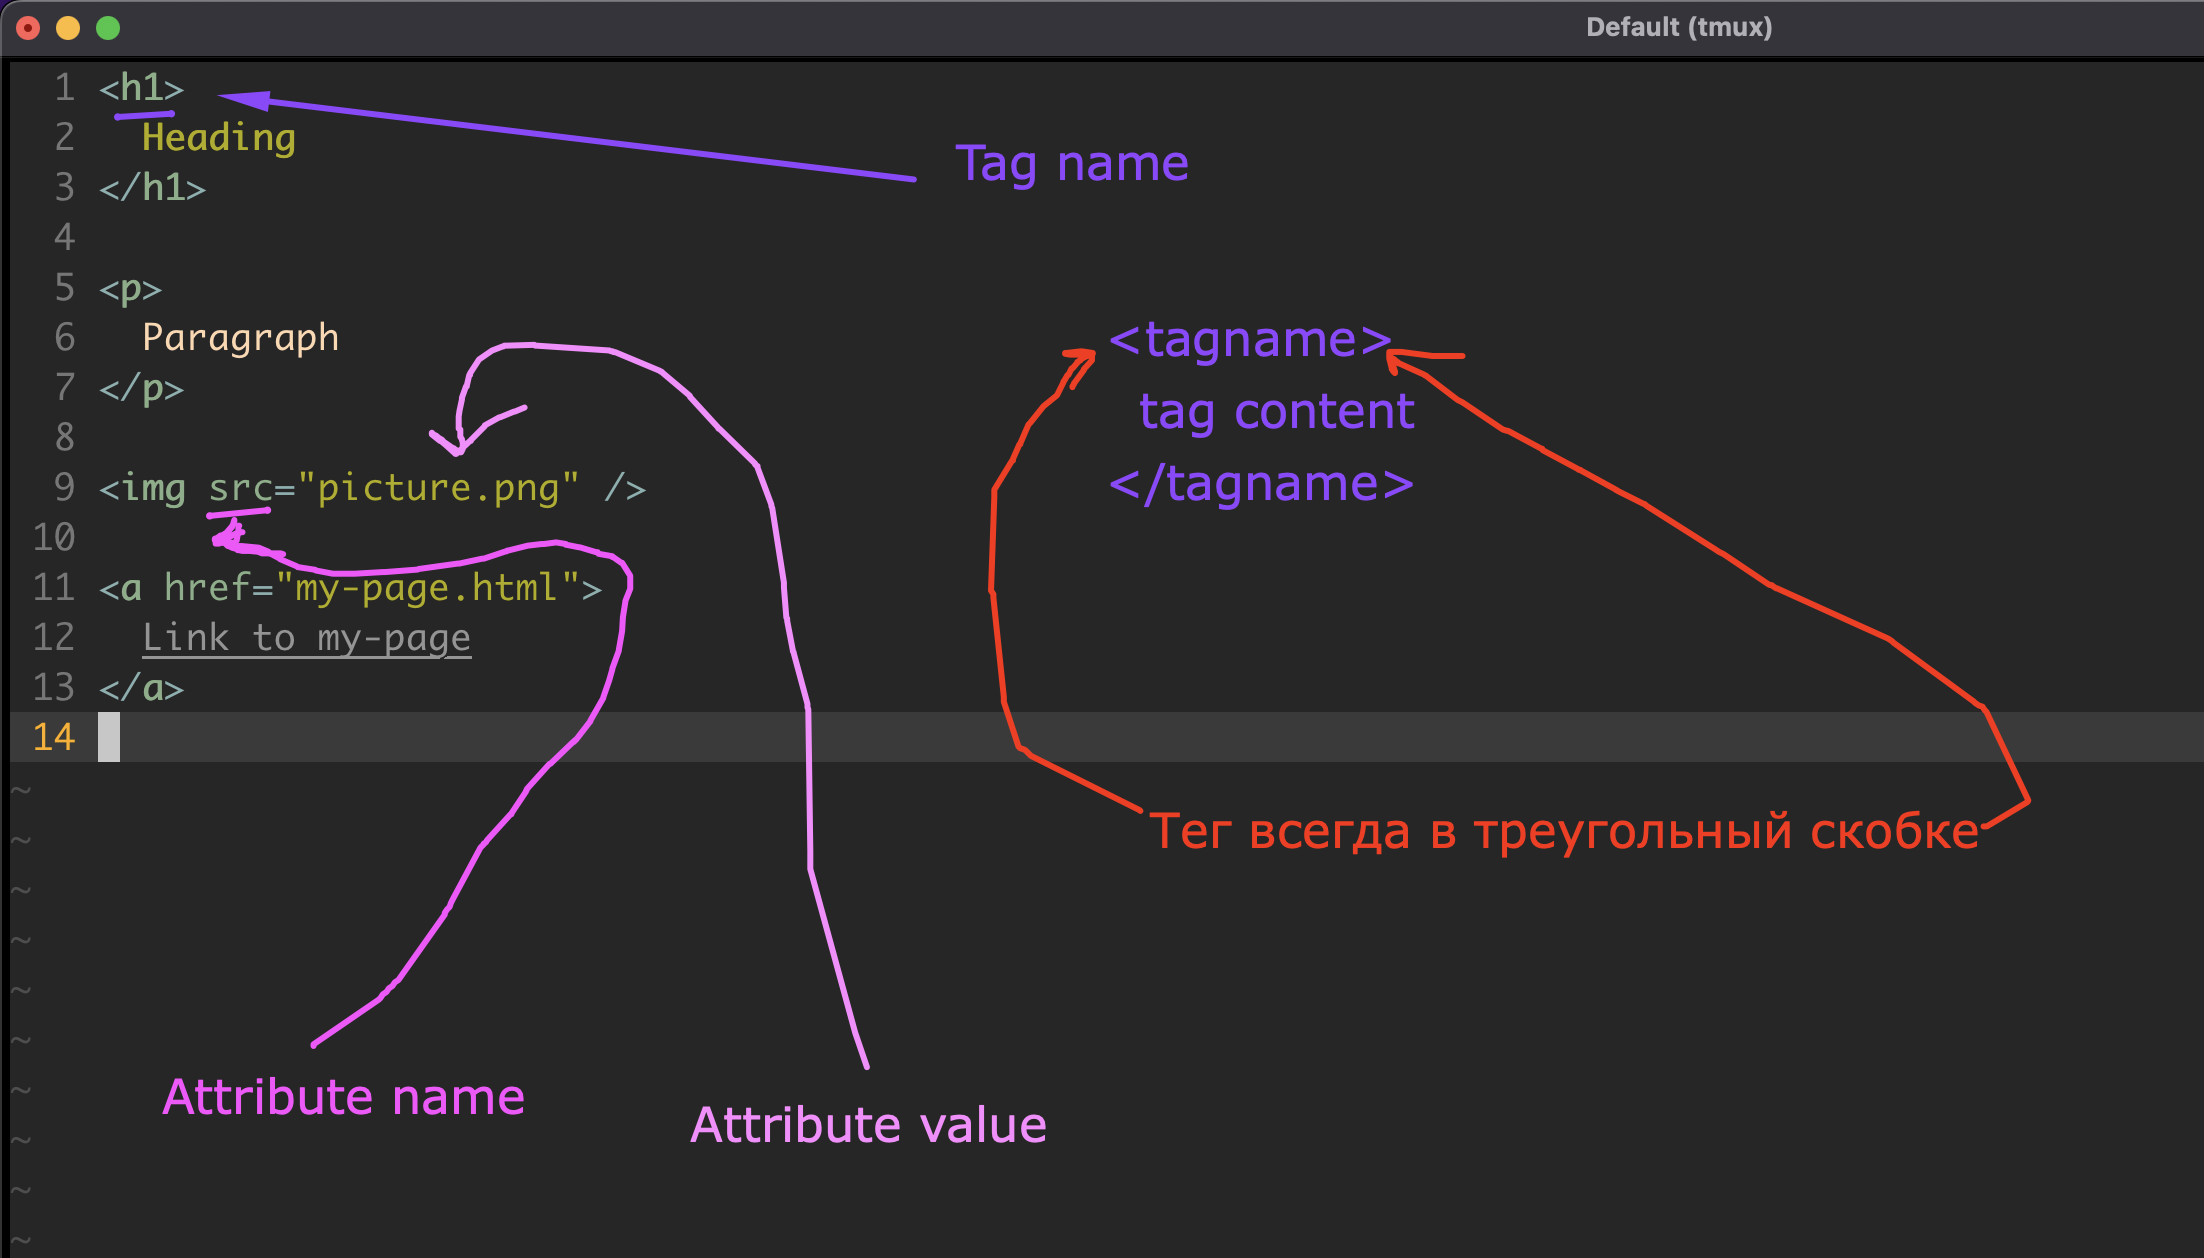 Default (tmux)
1 <h1>
2 Heading
3 </h1>
4
5 <p>
6 Paragraph
7 </p>
8
9 <img src="picture.png" />
10
11 <a href="my-page.html">
12 Link to my-page
13 </a>
14
~
~
~
~
~
~
~
~
~
~
Tag name
<tagname>
tag content
</tagname>
Тег всегда в треугольный скобке
Attribute name
Attribute value